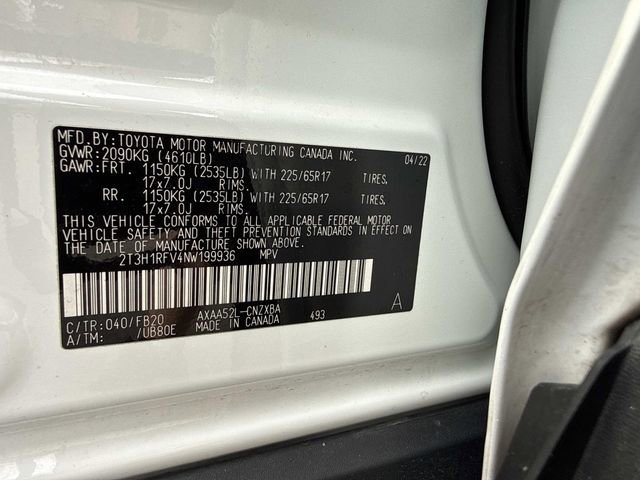 MFD.BY:TOYOTA MOTOR MANUFACTURING CANADA INC. 04/22
GVWR:2090KG (4610LB)
GAWR:FRT. 1150KG (2535LB) WITH 225/65R17 TIRES.
17x7.0J RIMS.
RR. 1150KG (2535LB) WITH 225/65R17 TIRES.
17x7.0J RIMS.
THIS VEHICLE CONFORMS TO ALL APPLICABLE FEDERAL MOTOR
VEHICLE SAFETY AND THEFT PREVENTION STANDARDS IN EFFECT ON
THE DATE OF MANUFACTURE SHOWN ABOVE.
2T3H1RFV4NW199936 MPV
C/TR:040/FB20 AXAA52L-CNZXBA 493 A
A/TM: /UB80E MADE IN CANADA